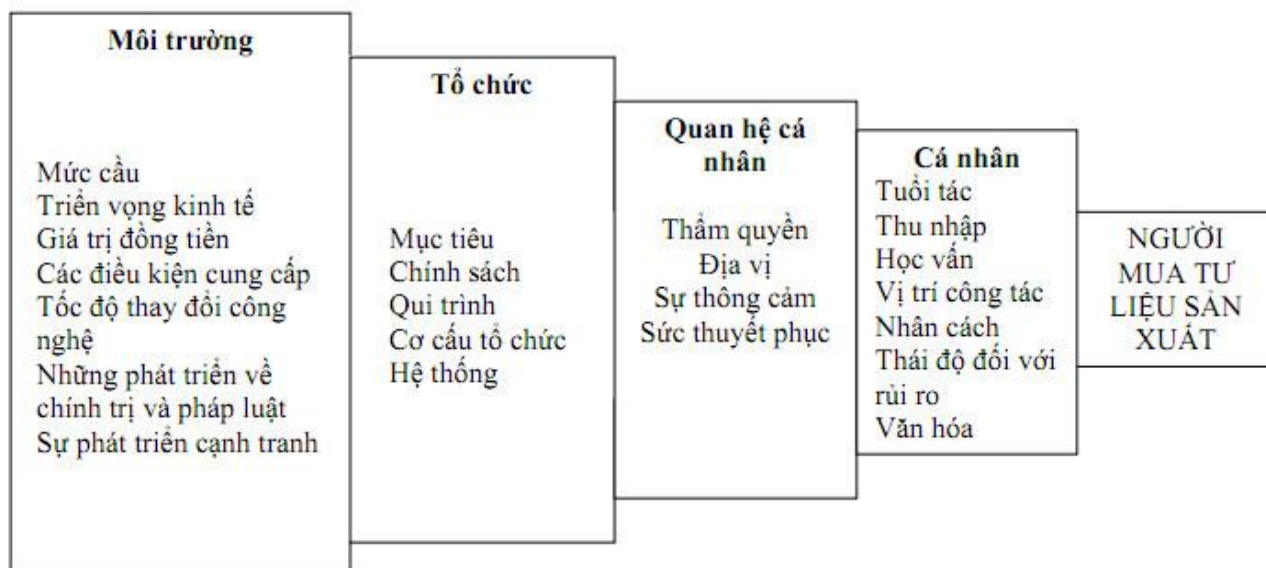 Môi trường
Mức cầu
Triển vọng kinh tế
Giá trị đồng tiền
Các điều kiện cung cấp
Tốc độ thay đổi công
nghệ
Những phát triển về
chính trị và pháp luật
Sự phát triển cạnh tranh
Tổ chức
Mục tiêu
Chính sách
Qui trình
Cơ cấu tổ chức
Hệ thống
Quan hệ cá
nhân
Thẩm quyền
Địa vị
Sự thông cảm
Sức thuyết phục
Cá nhân
Tuổi tác
Thu nhập
Học vấn
Vị trí công tác
Nhân cách
Thái độ đối với
rủi ro
Văn hóa
NGƯỜI
MUA TƯ
LIỆU SẢN
XUẤT